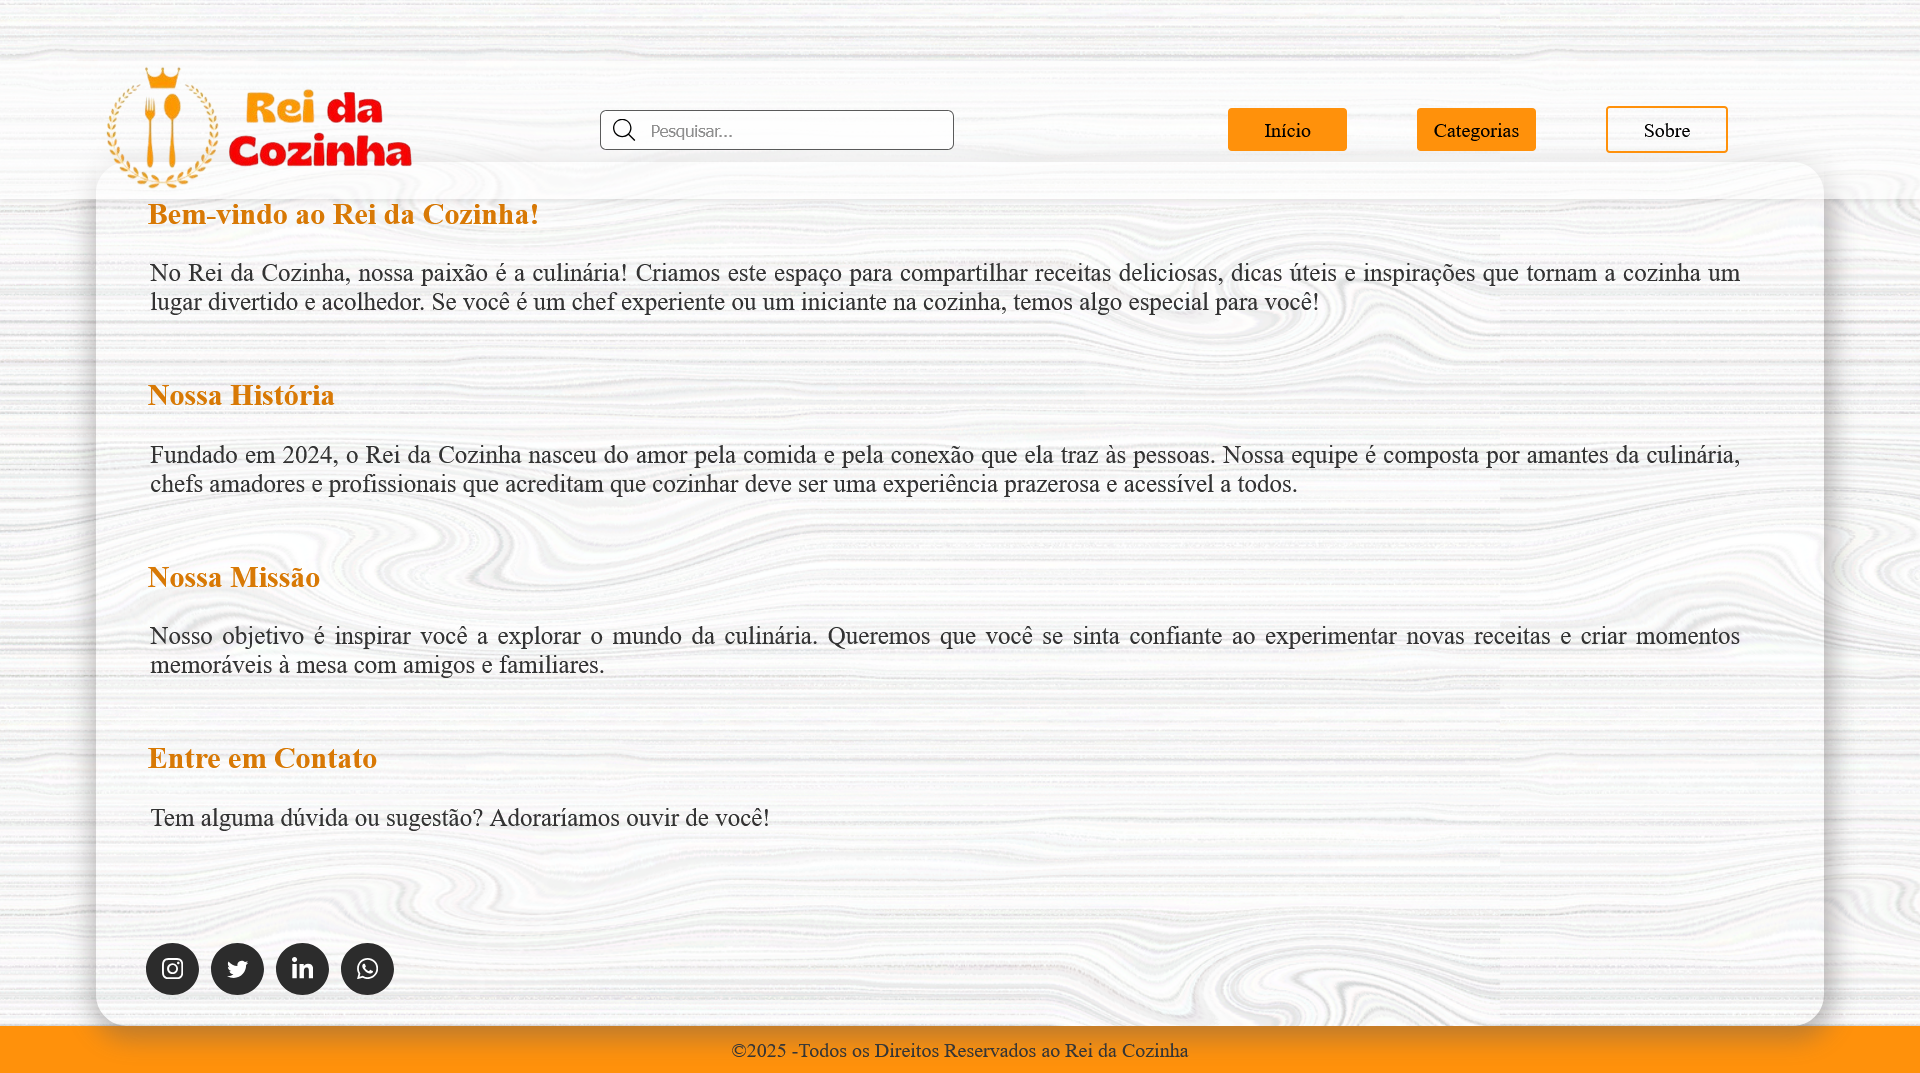 Rei da
Cozinha
Pesquisar...
Início
Categorias
Sobre
Bem-vindo ao Rei da Cozinha!
No Rei da Cozinha, nossa paixão é a culinária! Criamos este espaço para compartilhar receitas deliciosas, dicas úteis e inspirações que tornam a cozinha um
lugar divertido e acolhedor. Se você é um chef experiente ou um iniciante na cozinha, temos algo especial para você!
Nossa História
Fundado em 2024, o Rei da Cozinha nasceu do amor pela comida e pela conexão que ela traz às pessoas. Nossa equipe é composta por amantes da culinária,
chefs amadores e profissionais que acreditam que cozinhar deve ser uma experiência prazerosa e acessível a todos.
Nossa Missão
Nosso objetivo é inspirar você a explorar o mundo da culinária. Queremos que você se sinta confiante ao experimentar novas receitas e criar momentos
memoráveis à mesa com amigos e familiares.
Entre em Contato
Tem alguma dúvida ou sugestão? Adoraríamos ouvir de você!
©2025 -Todos os Direitos Reservados ao Rei da Cozinha